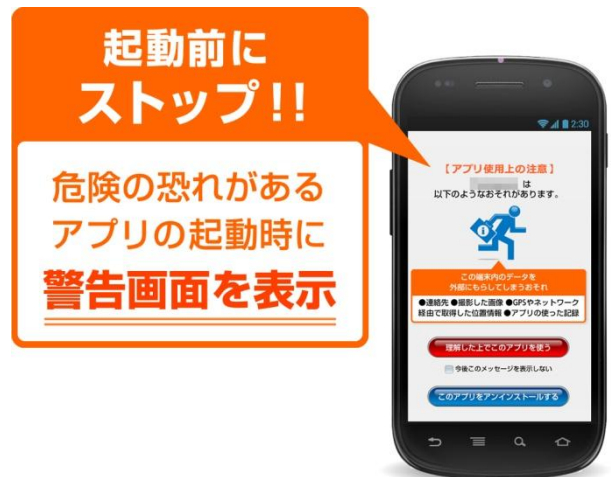 起動前に
ストップ!!
危険の恐れがある
アプリの起動時に
警告画面を表示
2:30
【アプリ使用上の注意】
は
以下のようなおそれがあります。
この端末内のデータを
外部にもらしてしまうおそれ
●連絡先 ●撮影した画像 ●GPSやネットワーク
経由で取得した位置情報 ●アプリの使った記録
理解した上でこのアプリを使う
今後このメッセージを表示しない
このアプリをアンインストールする